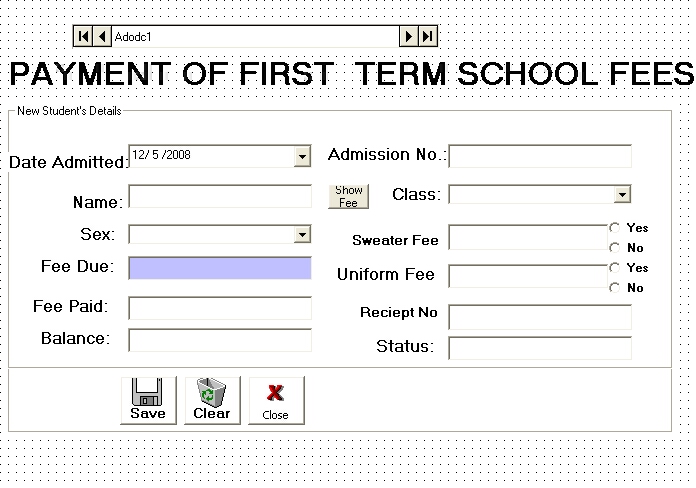 Adodc1
PAYMENT OF FIRST TERM SCHOOL FEES
New Student's Details
Date Admitted: 12/ 5 /2008
Admission No.:
Name:
Show
Fee
Class:
Sex:
Sweater Fee
Yes
No
Fee Due:
Uniform Fee
Yes
No
Fee Paid:
Reciept No
Balance:
Status:
Save
Clear
Close